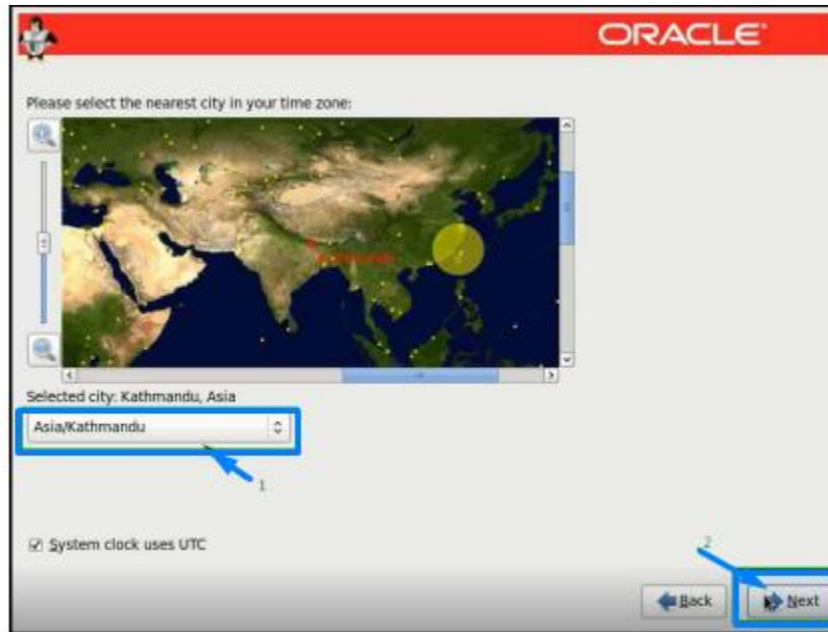 ORACLE
Please select the nearest city in your time zone:
Selected city: Kathmandu, Asia
Asia/Kathmandu
1
System clock uses UTC
2
Back
Next